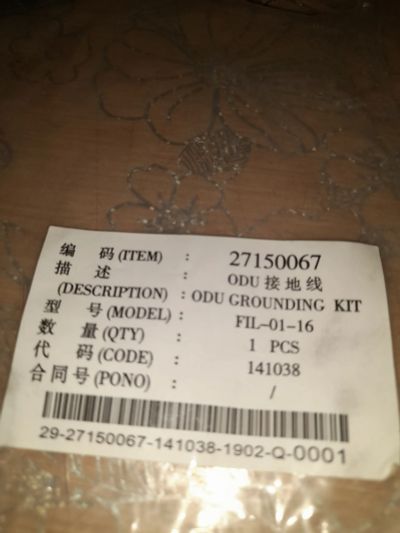 编 码 (ITEM) : 27150067
描 述 : ODU 接地线
(DESCRIPTION) : ODU GROUNDING KIT
型 号 (MODEL) : FIL-01-16
数 量 (QTY) : 1 PCS
代 码 (CODE) : 141038
合同号 (PONO) : /
29-27150067-141038-1902-Q-0001